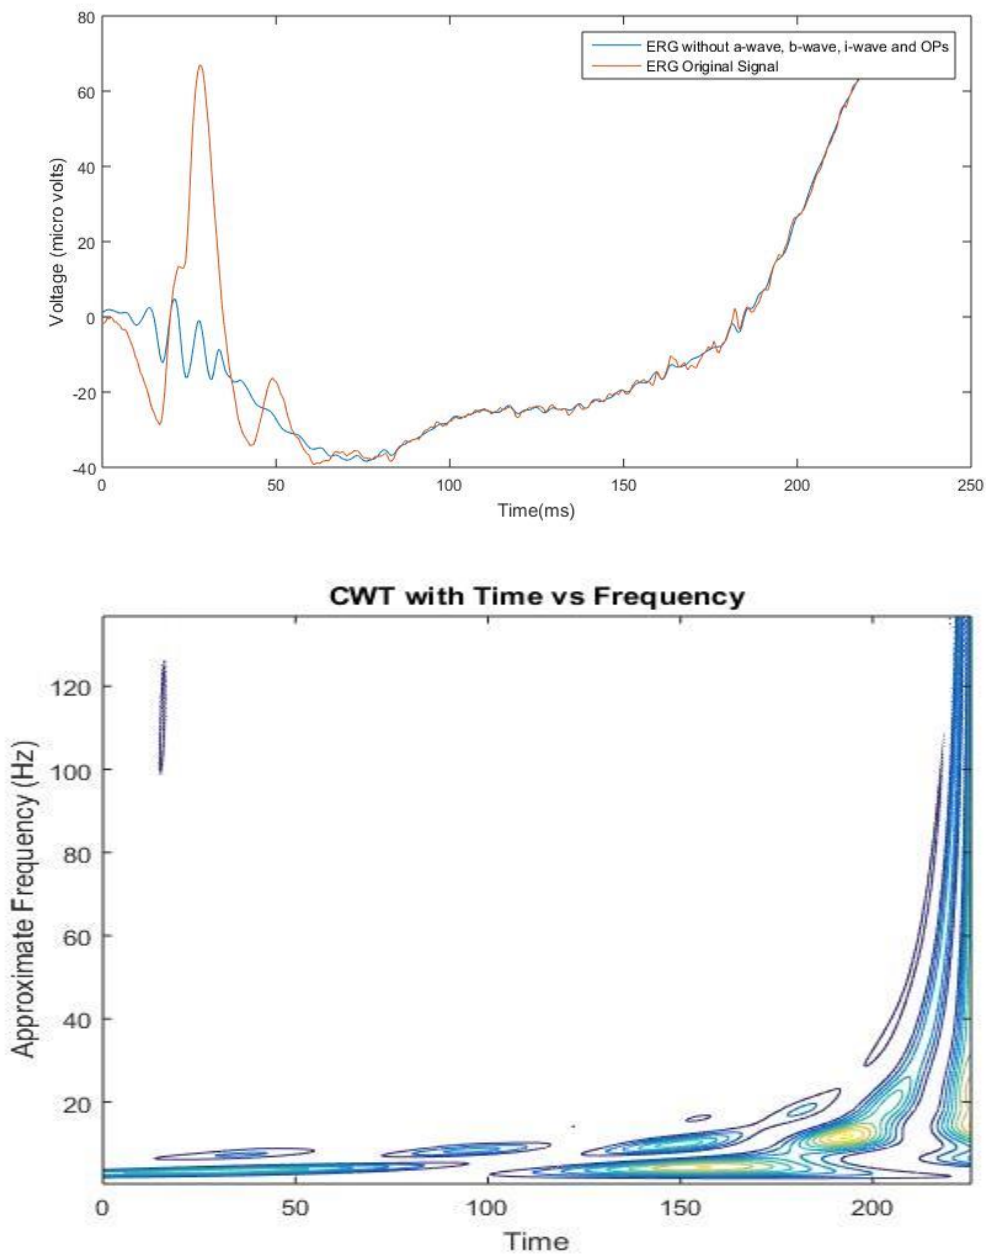 80
60
40
20
0
-20
-40
Voltage (micro volts)
ERG without a-wave, b-wave, i-wave and OPs
ERG Original Signal
0 50 100 150 200 250
Time(ms)
CWT with Time vs Frequency
120
100
80
60
40
20
Approximate Frequency (Hz)
0 50 100 150 200
Time